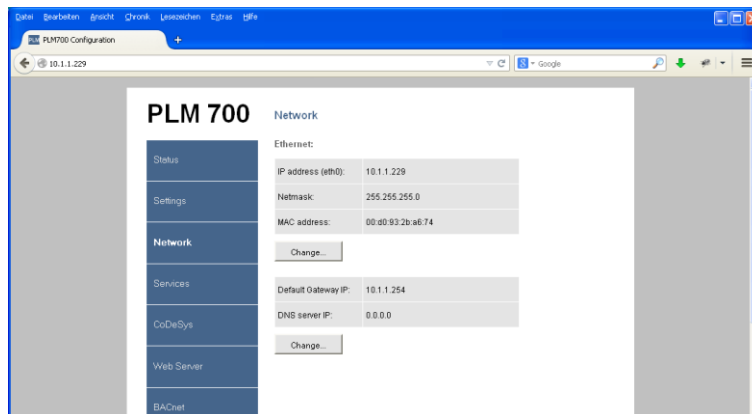 Datei Bearbeiten Ansicht Chronik Lesezeichen Extras Hilfe
PLM PLM700 Configuration +
10.1.1.229 Google
PLM 700
Network
Ethernet:
Status
IP address (eth0): 10.1.1.229
Settings
Netmask: 255.255.255.0
MAC address: 00:d0:93:2b:a6:74
Network
Change...
Services
Default Gateway IP: 10.1.1.254
DNS server IP: 0.0.0.0
CoDeSys
Change...
Web Server
BACnet